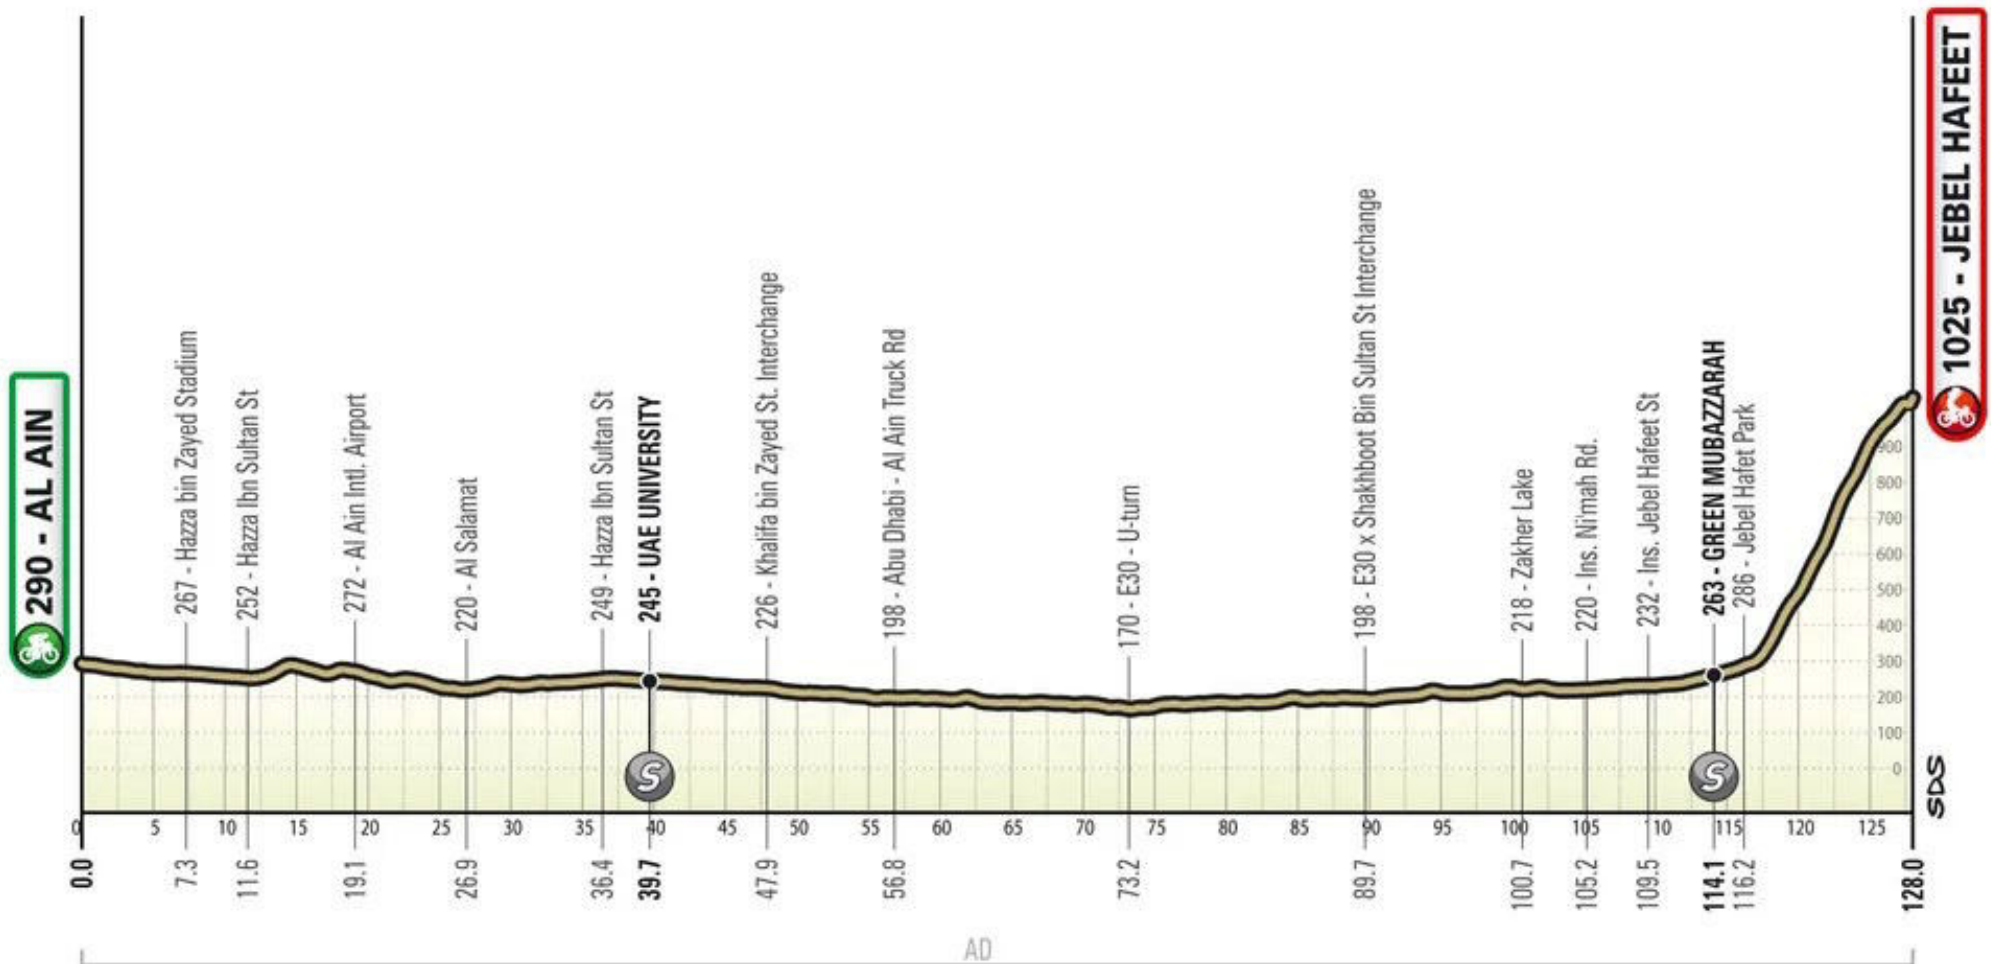 290 - AL AIN
267 - Hazza bin Zayed Stadium
252 - Hazza Ibn Sultan St
272 - Al Ain Intl. Airport
220 - Al Salamat
249 - Hazza Ibn Sultan St
245 - UAE UNIVERSITY
226 - Khalifa bin Zayed St. Interchange
198 - Abu Dhabi - Al Ain Truck Rd
170 - E30 - U-turn
198 - E30 x Shakhboot Bin Sultan St Interchange
218 - Zakher Lake
220 - Ins. Ni'mah Rd.
232 - Ins. Jebel Hafeet St
263 - GREEN MUBAZZARAH
286 - Jebel Hafet Park
1025 - JEBEL HAFEET
900
800
700
600
500
400
300
200
100
0
S
S
SDS
0 5 10 15 20 25 30 35 40 45 50 55 60 65 70 75 80 85 90 95 100 105 110 115 120 125
0.0 7.3 11.6 19.1 26.9 36.4 39.7 47.9 56.8 73.2 89.7 100.7 105.2 109.5 114.1 116.2 128.0
AD